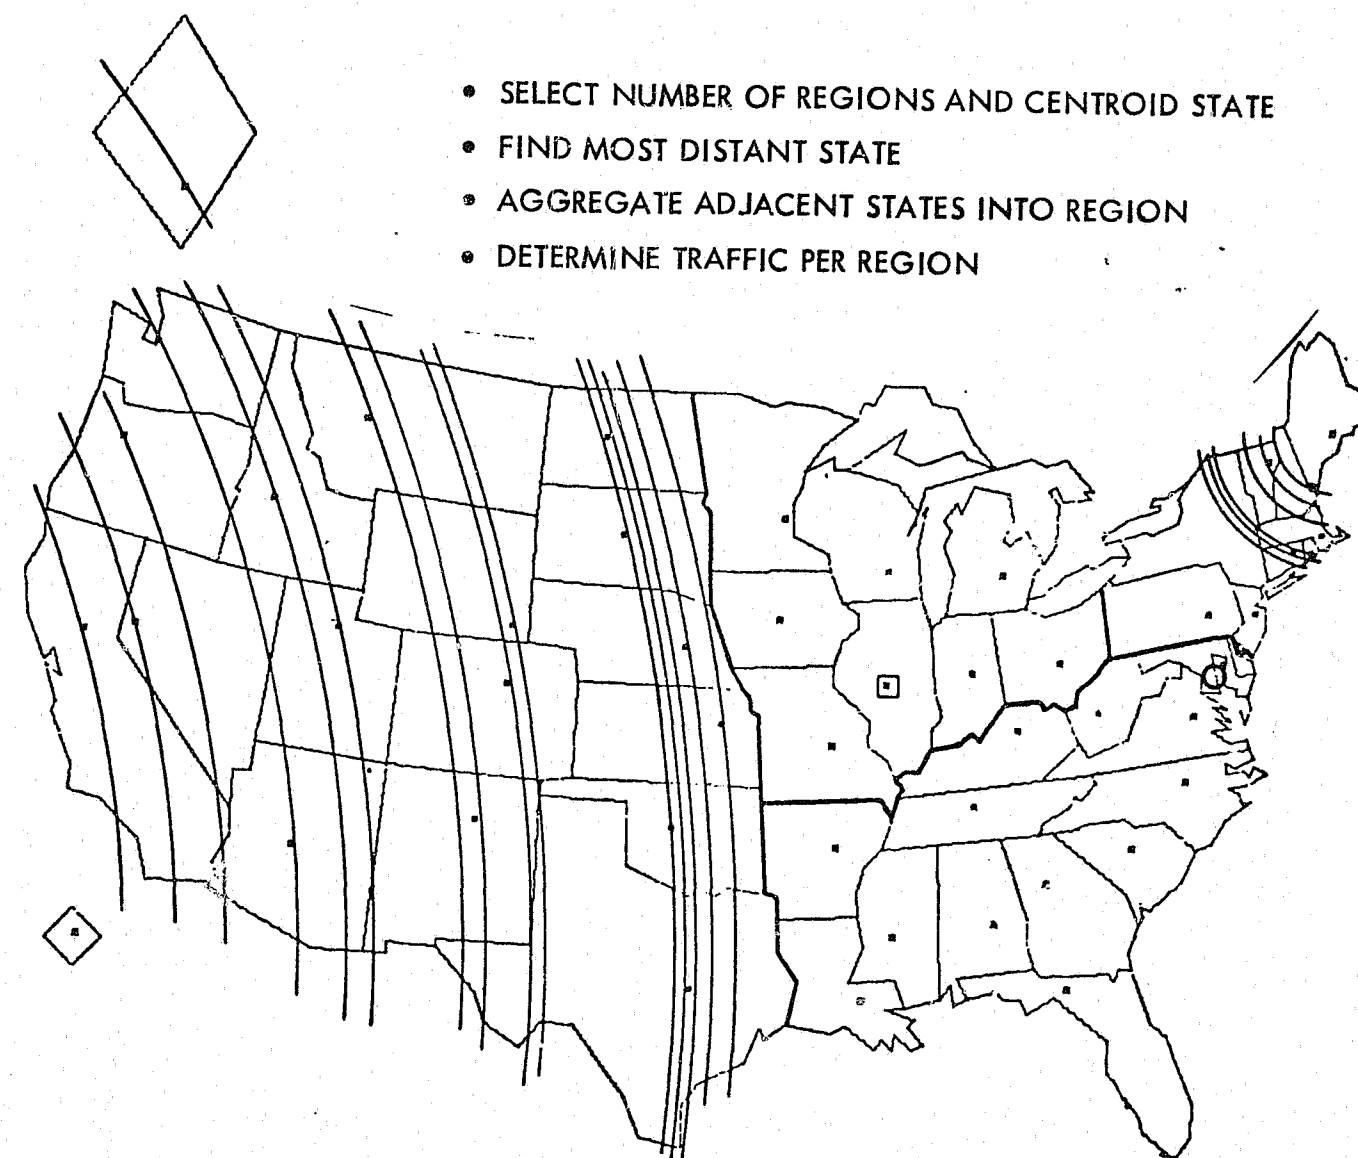 • SELECT NUMBER OF REGIONS AND CENTROID STATE
• FIND MOST DISTANT STATE
• AGGREGATE ADJACENT STATES INTO REGION
• DETERMINE TRAFFIC PER REGION